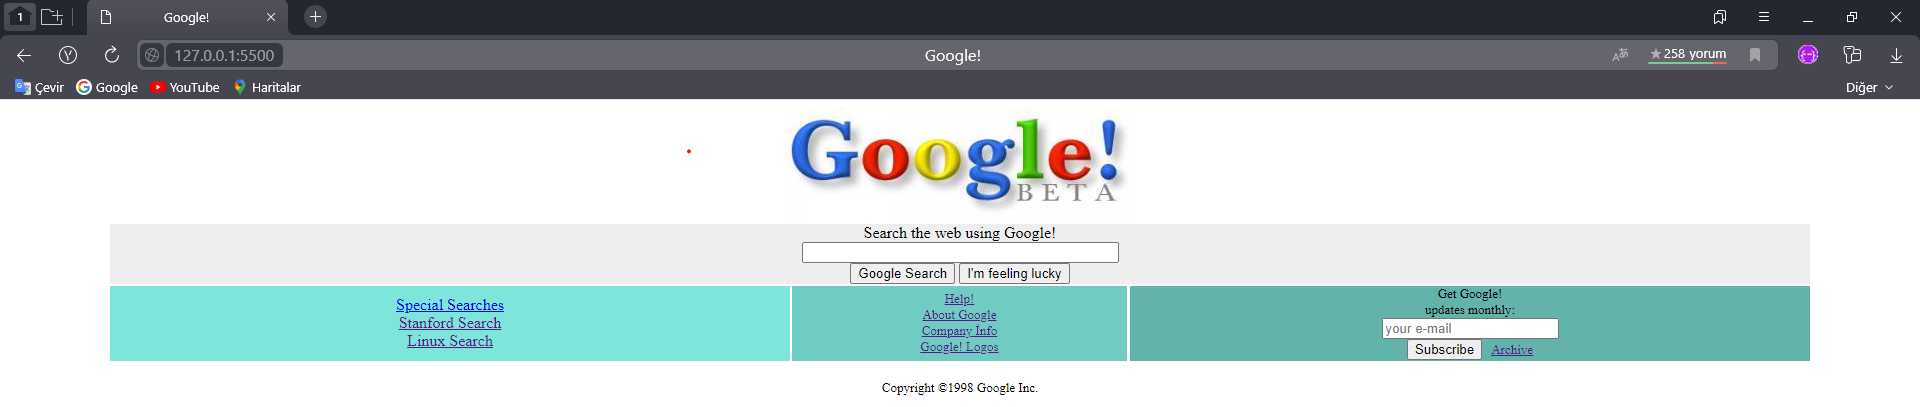 1
Google!
127.0.0.1:5500
Google!
★258 yorum
Çevir
Google
YouTube
Haritalar
Diğer
Google!
BETA
Search the web using Google!
Google Search
I'm feeling lucky
Special Searches
Stanford Search
Linux Search
Help!
About Google
Company İnfo
Google! Logos
Get Google!
updates monthly:
your e-mail
Subscribe
Archive
Copyright ©1998 Google Inc.